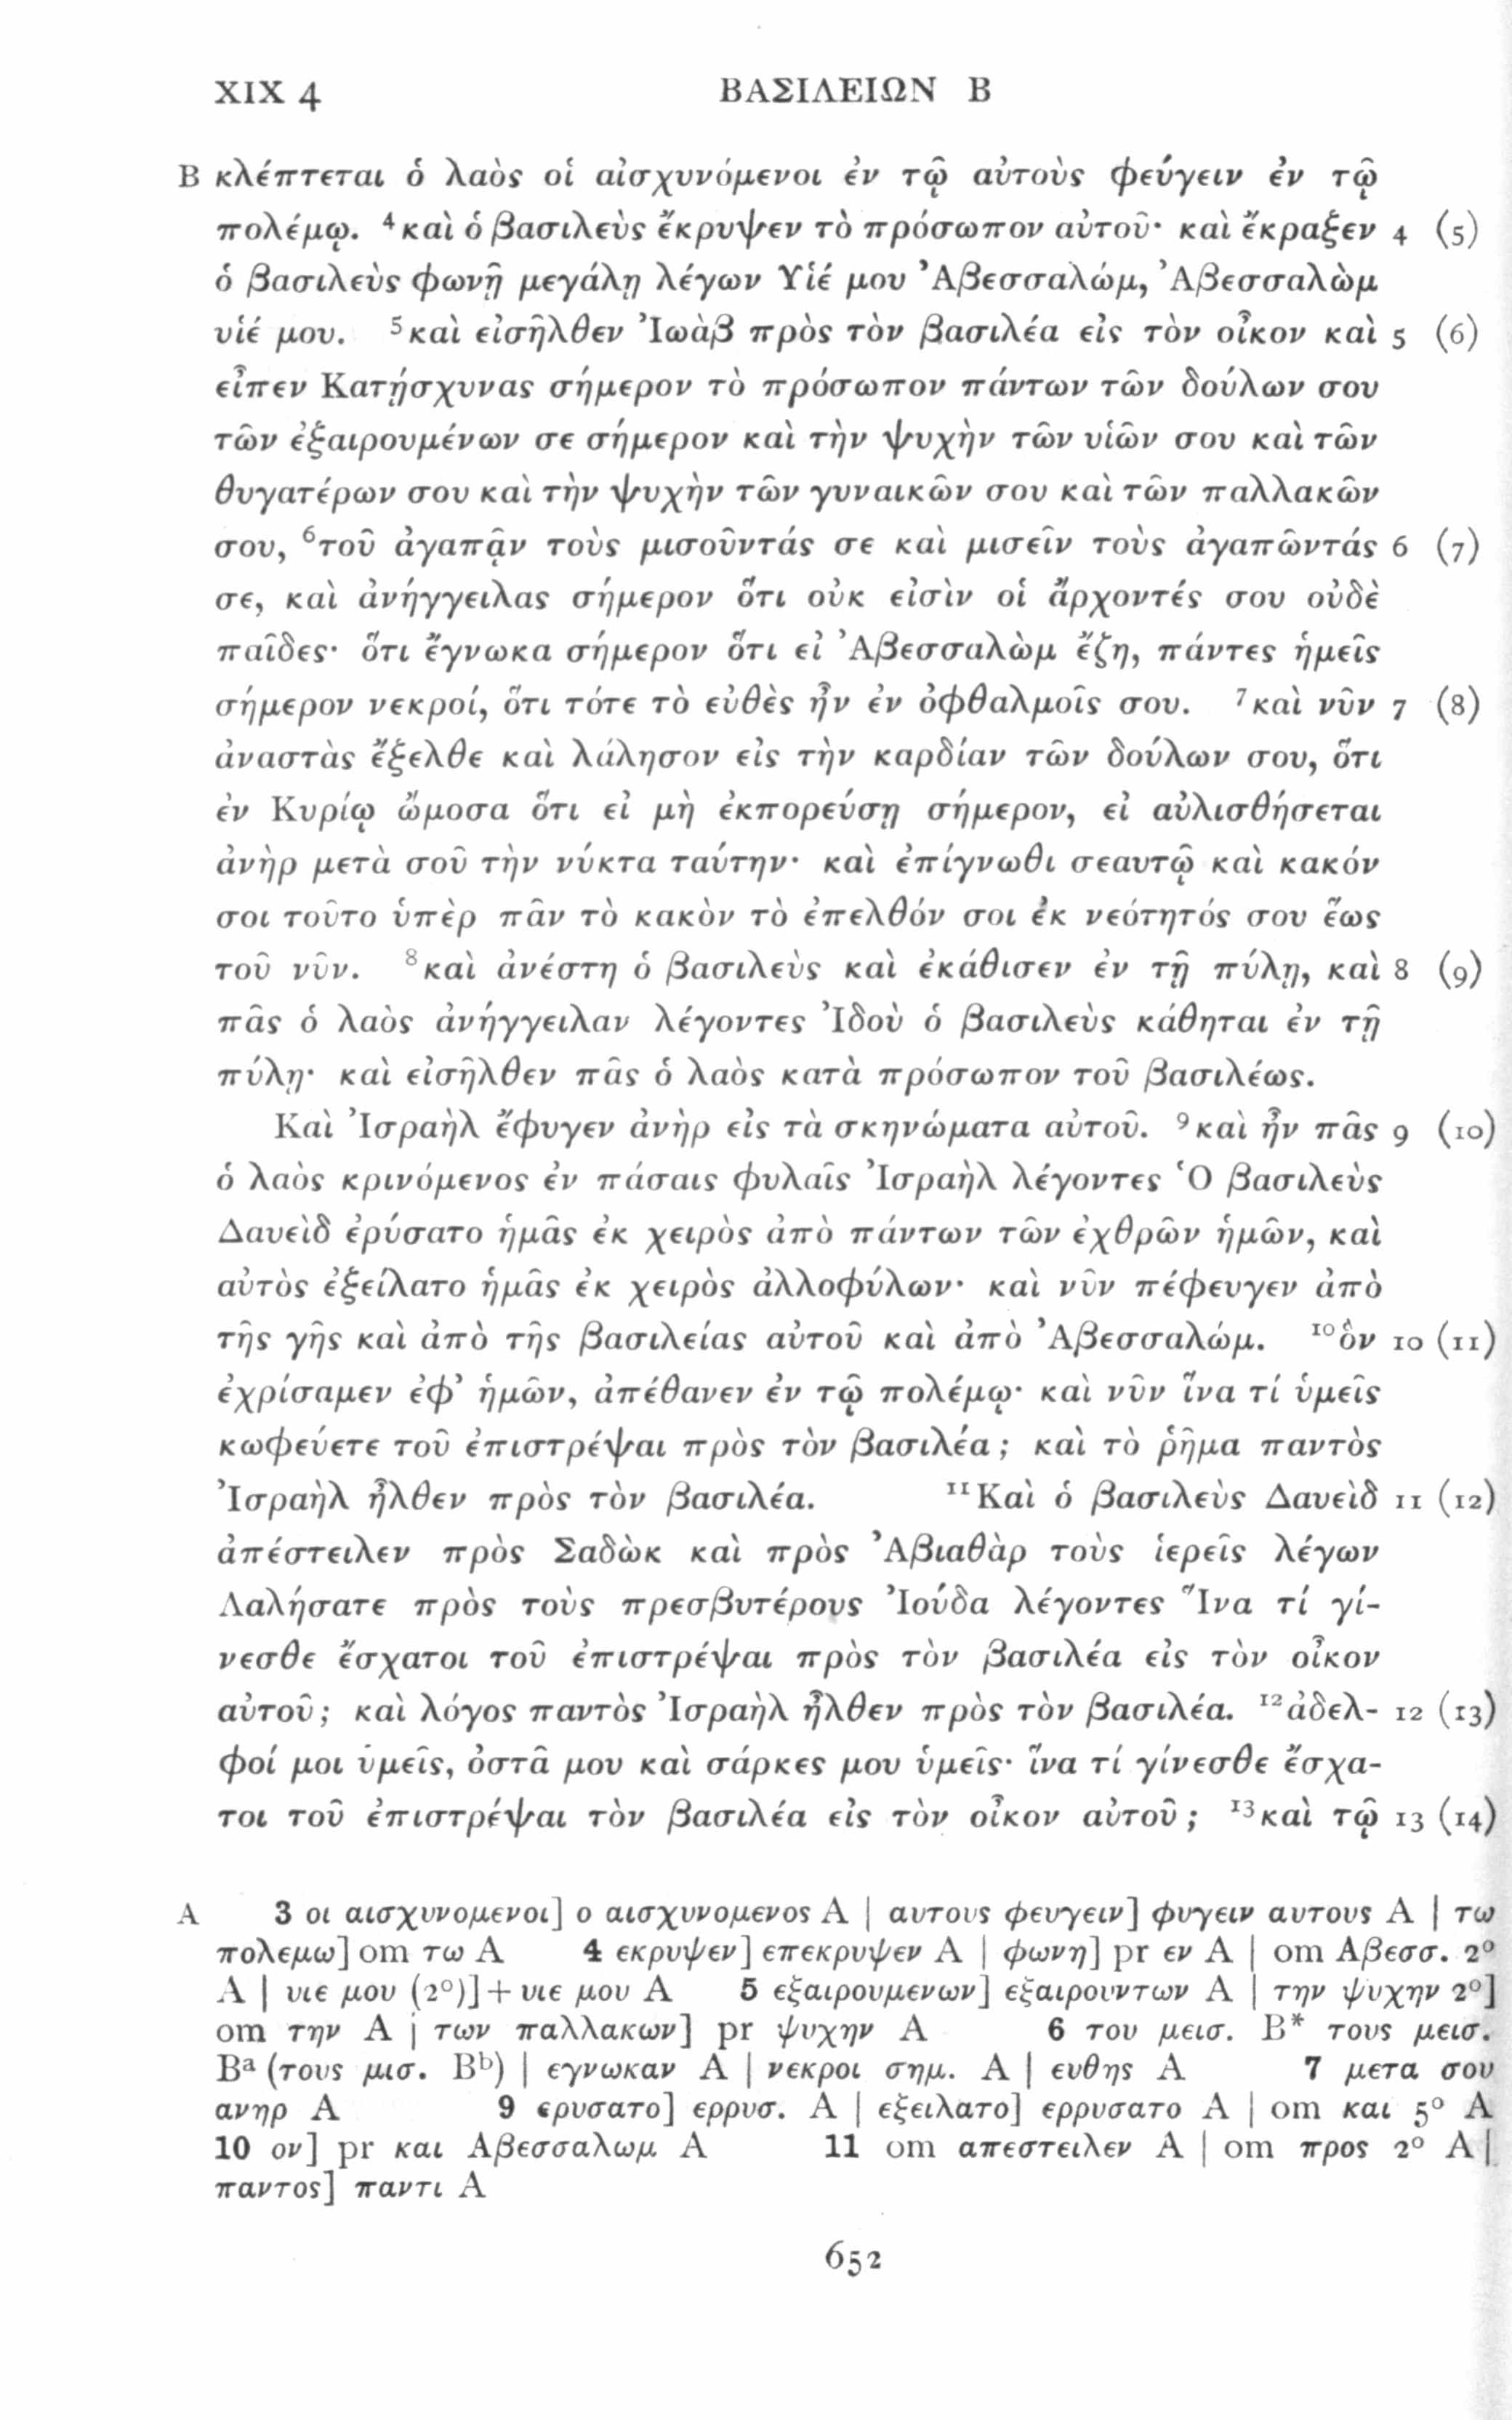 XIX 4 ΒΑΣΙΛΕΙΩΝ Β
B κλέπτεται ὁ λαὸς οἱ αἰσχυνόμενοι ἐν τῷ αὐτοὺς φεύγειν ἐν τῷ
πολέμῳ. ⁴καὶ ὁ βασιλεὺς ἔκρυψεν τὸ πρόσωπον αὐτοῦ· καὶ ἔκραξεν 4 (5)
ὁ βασιλεὺς φωνῇ μεγάλῃ λέγων Υἱέ μου Ἀβεσσαλώμ, Ἀβεσσαλὼμ
υἱέ μου. ⁵καὶ εἰσῆλθεν Ἰωὰβ πρὸς τὸν βασιλέα εἰς τὸν οἶκον καὶ 5 (6)
εἶπεν Κατῄσχυνας σήμερον τὸ πρόσωπον πάντων τῶν δούλων σου
τῶν ἐξαιρουμένων σε σήμερον καὶ τὴν ψυχὴν τῶν υἱῶν σου καὶ τῶν
θυγατέρων σου καὶ τὴν ψυχὴν τῶν γυναικῶν σου καὶ τῶν παλλακῶν
σου, ⁶τοῦ ἀγαπᾷν τοὺς μισοῦντάς σε καὶ μισεῖν τοὺς ἀγαπῶντάς 6 (7)
σε, καὶ ἀνήγγειλας σήμερον ὅτι οὐκ εἰσὶν οἱ ἄρχοντές σου οὐδὲ
παῖδες· ὅτι ἔγνωκα σήμερον ὅτι εἰ Ἀβεσσαλὼμ ἔζη, πάντες ἡμεῖς
σήμερον νεκροί, ὅτι τότε τὸ εὐθὲς ἦν ἐν ὀφθαλμοῖς σου. ⁷καὶ νῦν 7 (8)
ἀναστὰς ἔξελθε καὶ λάλησον εἰς τὴν καρδίαν τῶν δούλων σου, ὅτι
ἐν Κυρίῳ ὤμοσα ὅτι εἰ μὴ ἐκπορεύσῃ σήμερον, εἰ αὐλισθήσεται
ἀνὴρ μετὰ σοῦ τὴν νύκτα ταύτην· καὶ ἐπίγνωθι σεαυτῷ καὶ κακόν
σοι τοῦτο ὑπὲρ πᾶν τὸ κακὸν τὸ ἐπελθόν σοι ἐκ νεότητός σου ἕως
τοῦ νῦν. ⁸καὶ ἀνέστη ὁ βασιλεὺς καὶ ἐκάθισεν ἐν τῇ πύλῃ, καὶ 8 (9)
πᾶς ὁ λαὸς ἀνήγγειλαν λέγοντες Ἰδοὺ ὁ βασιλεὺς κάθηται ἐν τῇ
πύλῃ· καὶ εἰσῆλθεν πᾶς ὁ λαὸς κατὰ πρόσωπον τοῦ βασιλέως.
Καὶ Ἰσραὴλ ἔφυγεν ἀνὴρ εἰς τὰ σκηνώματα αὐτοῦ. ⁹καὶ ἦν πᾶς 9 (10)
ὁ λαὸς κρινόμενος ἐν πάσαις φυλαῖς Ἰσραὴλ λέγοντες Ὁ βασιλεὺς
Δαυεὶδ ἐρύσατο ἡμᾶς ἐκ χειρὸς ἀπὸ πάντων τῶν ἐχθρῶν ἡμῶν, καὶ
αὐτὸς ἐξείλατο ἡμᾶς ἐκ χειρὸς ἀλλοφύλων· καὶ νῦν πέφευγεν ἀπὸ
τῆς γῆς καὶ ἀπὸ τῆς βασιλείας αὐτοῦ καὶ ἀπὸ Ἀβεσσαλώμ. ¹⁰ὃν 10 (11)
ἐχρίσαμεν ἐφ’ ἡμῶν, ἀπέθανεν ἐν τῷ πολέμῳ· καὶ νῦν ἵνα τί ὑμεῖς
κωφεύετε τοῦ ἐπιστρέψαι πρὸς τὸν βασιλέα; καὶ τὸ ῥῆμα παντὸς
Ἰσραὴλ ἦλθεν πρὸς τὸν βασιλέα. ¹¹Καὶ ὁ βασιλεὺς Δαυεὶδ 11 (12)
ἀπέστειλεν πρὸς Σαδὼκ καὶ πρὸς Ἀβιαθὰρ τοὺς ἱερεῖς λέγων
Λαλήσατε πρὸς τοὺς πρεσβυτέρους Ἰούδα λέγοντες Ἵνα τί γί-
νεσθε ἔσχατοι τοῦ ἐπιστρέψαι πρὸς τὸν βασιλέα εἰς τὸν οἶκον
αὐτοῦ; καὶ λόγος παντὸς Ἰσραὴλ ἦλθεν πρὸς τὸν βασιλέα. ¹²ἀδελ- 12 (13)
φοί μοι ὑμεῖς, ὀστᾶ μου καὶ σάρκες μου ὑμεῖς· ἵνα τί γίνεσθε ἔσχα-
τοι τοῦ ἐπιστρέψαι τὸν βασιλέα εἰς τὸν οἶκον αὐτοῦ; ¹³καὶ τῷ 13 (14)
A 3 οι αισχυνομενοι] ο αισχυνομενος A | αυτους φευγειν] φυγειν αυτους A | τω
πολεμω] om τω A 4 εκρυψεν] επεκρυψεν A | φωνη] pr εν A | om Αβεσσ. 2⁰
A | υιε μου (2⁰)] + υιε μου A 5 εξαιρουμενων] εξαιρουντων A | την ψυχην 2⁰]
om την A | των παλλακων] pr ψυχην A 6 του μεισ. B* τους μεισ.
Bᵃ (τους μισ. Bᵇ) | εγνωκαν A | νεκροι σημ. A | ευθης A 7 μετα σου
ανηρ A 9 ερυσατο] ερρυσ. A | εξειλατο] ερρυσατο A | om και 5⁰ A
10 ον] pr και Αβεσσαλωμ A 11 om απεστειλεν A | om προς 2⁰ A |
παντος] παντι A
652